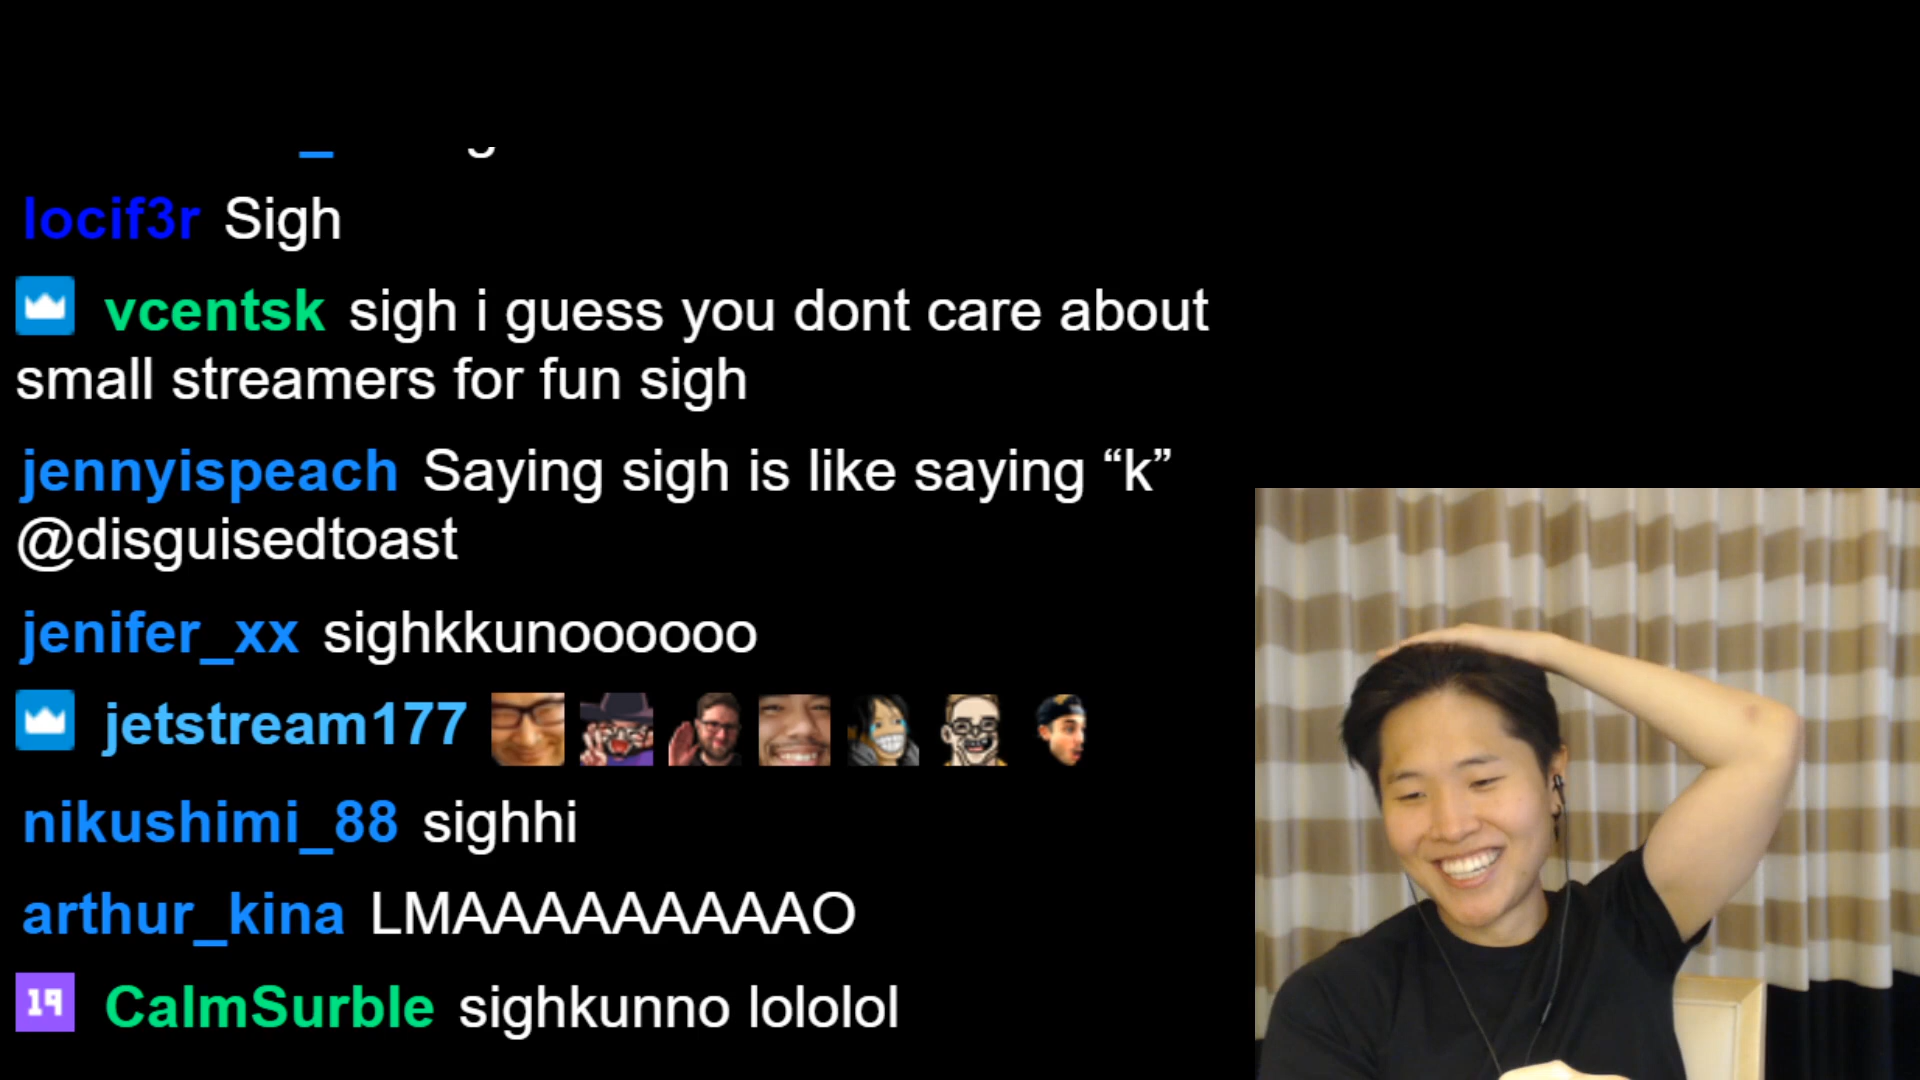 locif3r Sigh
vcentsk sigh i guess you dont care about
small streamers for fun sigh
jennyispeach Saying sigh is like saying “k”
@disguisedtoast
jenifer_xx sighkkunoooooo
jetstream177
nikushimi_88 sighhi
arthur_kina LMAAAAAAAAAO
19 CalmSurble sighkunno lololol